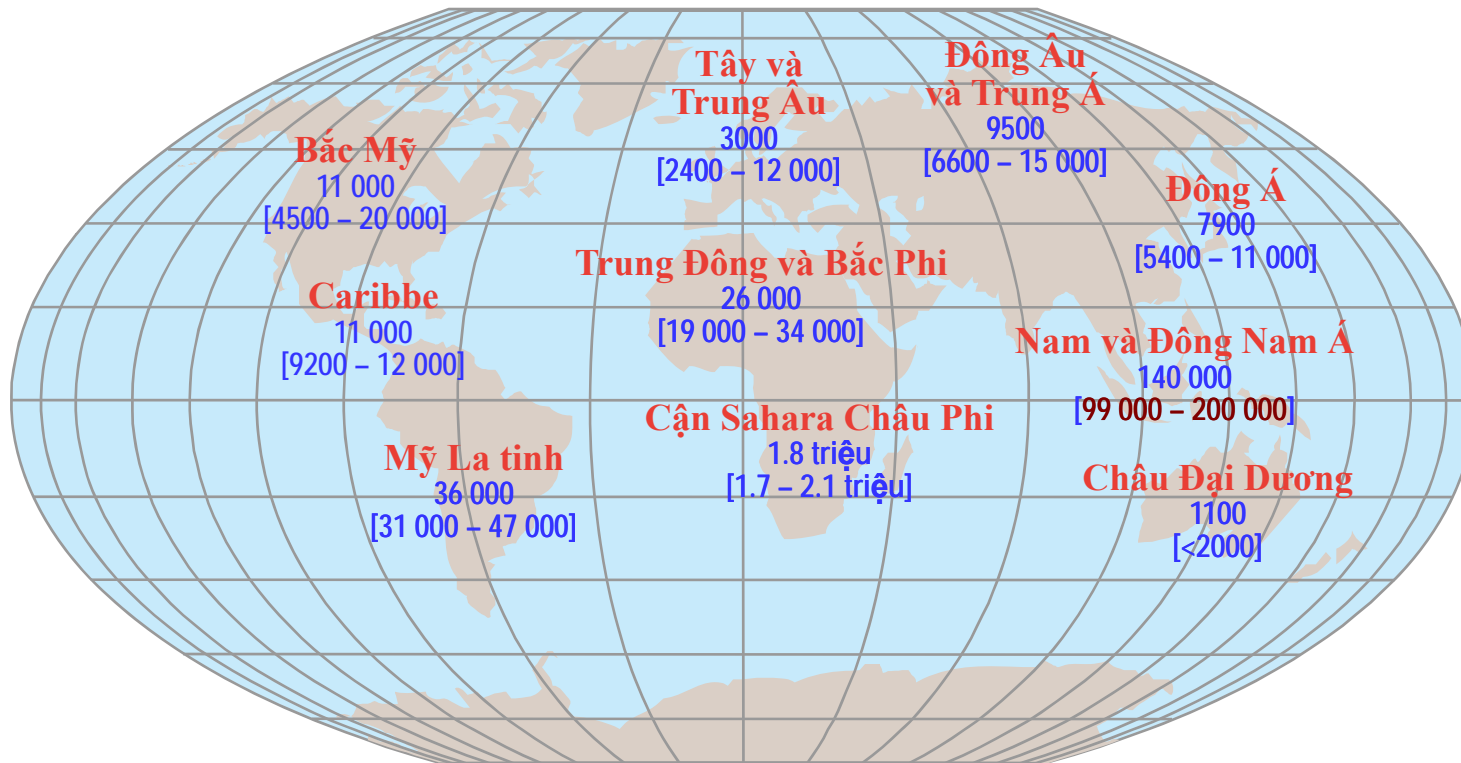 Tây và
Trung Âu
3000
[2400 – 12 000]
Đông Âu
và Trung Á
9500
[6600 – 15 000]
Bắc Mỹ
11 000
[4500 – 20 000]
Đông Á
7900
[5400 – 11 000]
Trung Đông và Bắc Phi
26 000
[19 000 – 34 000]
Caribbe
11 000
[9200 – 12 000]
Nam và Đông Nam Á
140 000
[99 000 – 200 000]
Cận Sahara Châu Phi
1.8 triệu
[1.7 – 2.1 triệu]
Mỹ La tinh
36 000
[31 000 – 47 000]
Châu Đại Dương
1100
[<2000]